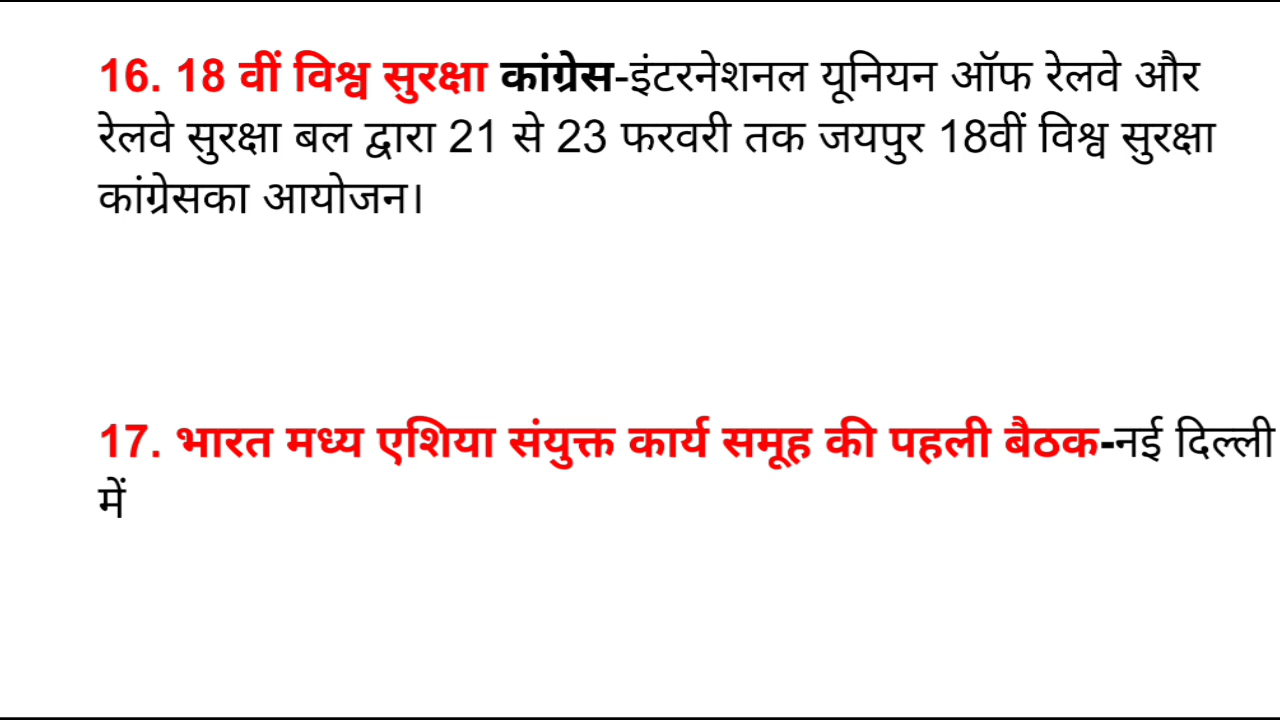 16. 18 वीं विश्व सुरक्षा कांग्रेस-इंटरनेशनल यूनियन ऑफ रेलवे और
रेलवे सुरक्षा बल द्वारा 21 से 23 फरवरी तक जयपुर 18वीं विश्व सुरक्षा
कांग्रेसका आयोजन।
17. भारत मध्य एशिया संयुक्त कार्य समूह की पहली बैठक-नई दिल्ली
में